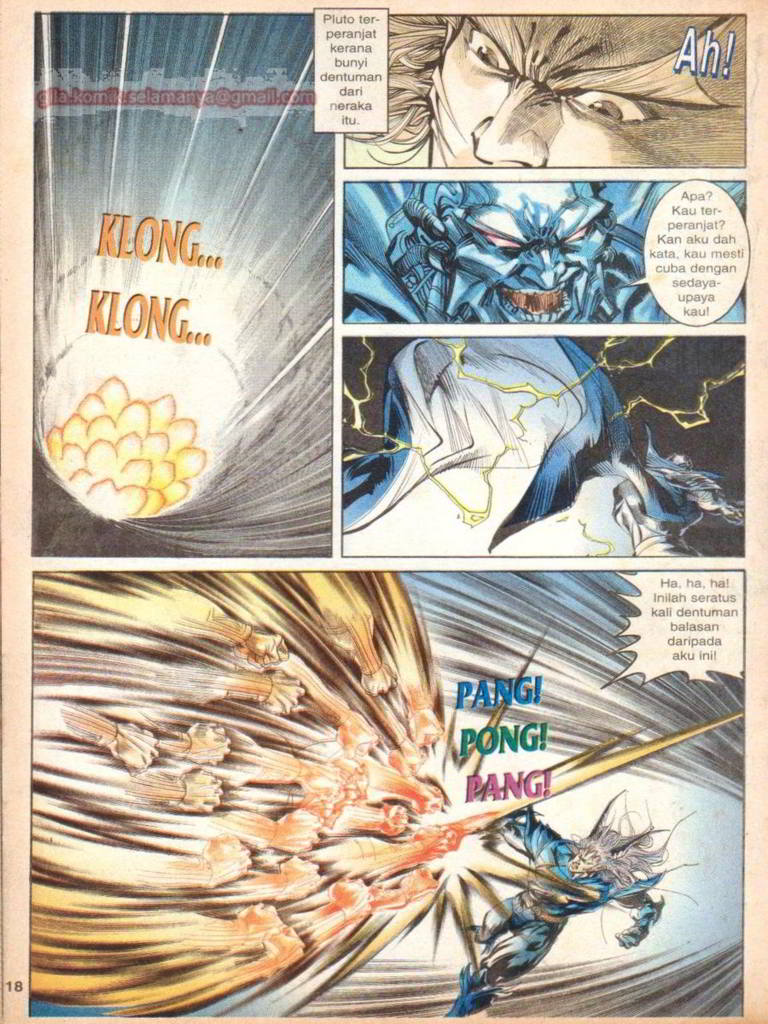 Pluto ter-
peranjat
kerana
bunyi
dentuman
dari
neraka
itu.
Ah!
gila.komik.selamanya@gmail.com
KLONG...
KLONG...
Apa?
Kau ter-
peranjat?
Kan aku dah
kata, kau mesti
cuba dengan
sedaya-
upaya
kau!
Ha, ha, ha!
Inilah seratus
kali dentuman
balasan
daripada
aku ini!
PANG!
PONG!
PANG!
18